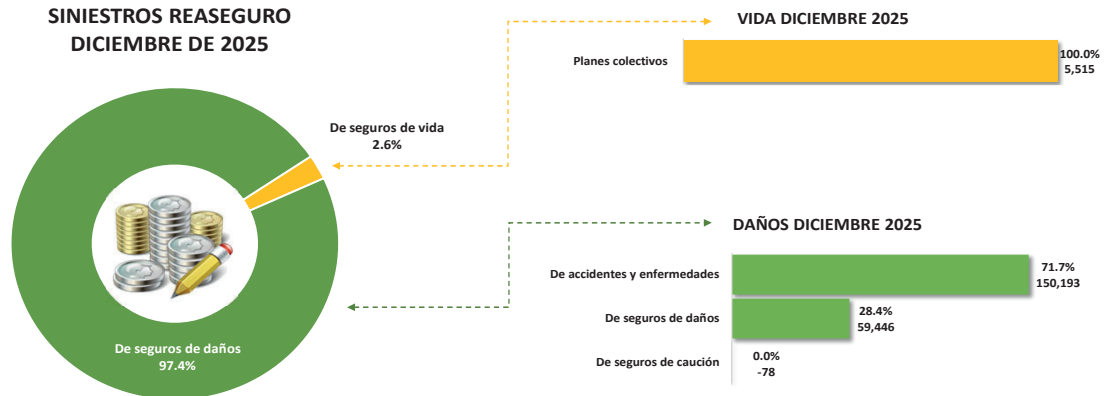 SINIESTROS REASEGURO
DICIEMBRE DE 2025
De seguros de vida
2.6%
De seguros de daños
97.4%
VIDA DICIEMBRE 2025
Planes colectivos
100.0%
5,515
DAÑOS DICIEMBRE 2025
De accidentes y enfermedades
71.7%
150,193
De seguros de daños
28.4%
59,446
De seguros de caución
0.0%
-78